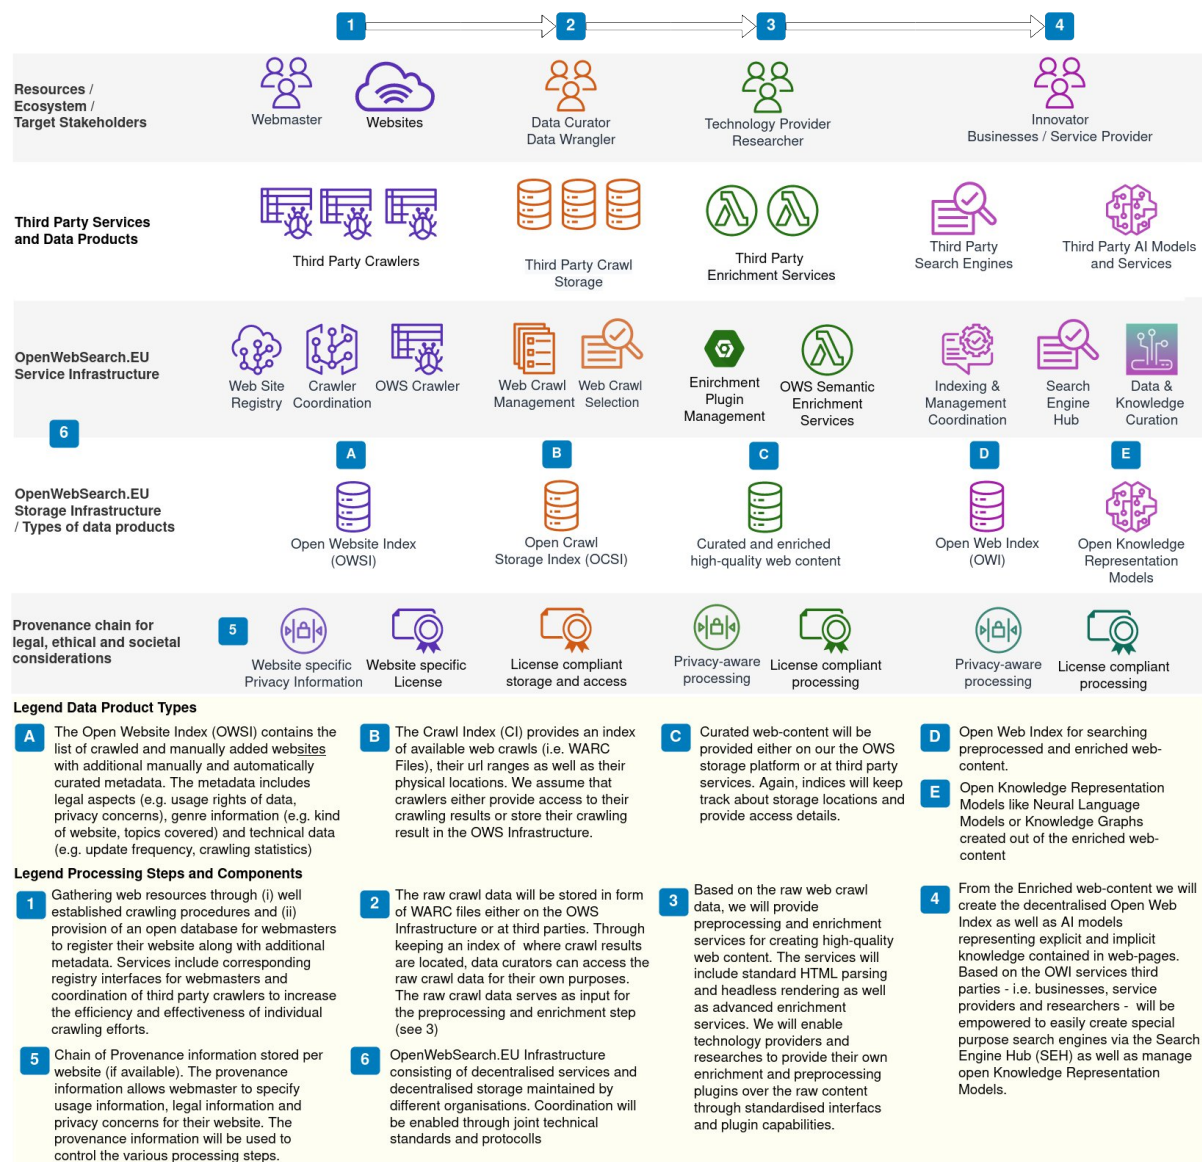 1
2
3
4
Resources /
Ecosystem /
Target Stakeholders
Webmaster
Websites
Data Curator
Data Wrangler
Technology Provider
Researcher
Innovator
Businesses / Service Provider
Third Party Services
and Data Products
Third Party Crawlers
Third Party Crawl
Storage
Third Party
Enrichment Services
Third Party
Search Engines
Third Party AI Models
and Services
OpenWebSearch.EU
Service Infrastructure
Web Site
Registry
Crawler
Coordination
OWS Crawler
Web Crawl
Management
Web Crawl
Selection
Enirchment
Plugin
Management
OWS Semantic
Enrichment
Services
Indexing &
Management
Coordination
Search
Engine
Hub
Data &
Knowledge
Curation
6
A
B
C
D
E
OpenWebSearch.EU
Storage Infrastructure
/ Types of data products
Open Website Index
(OWSI)
Open Crawl
Storage Index (OCSI)
Curated and enriched
high-quality web content
Open Web Index
(OWI)
Open Knowledge
Representation
Models
Provenance chain for
legal, ethical and societal
considerations
5
Website specific
Privacy Information
Website specific
License
License compliant
storage and access
Privacy-aware
processing
License compliant
processing
Privacy-aware
processing
License compliant
processing
Legend Data Product Types
A
The Open Website Index (OWSI) contains the
list of crawled and manually added websites
with additional manually and automatically
curated metadata. The metadata includes
legal aspects (e.g. usage rights of data,
privacy concerns), genre information (e.g. kind
of website, topics covered) and technical data
(e.g. update frequency, crawling statistics)
B
The Crawl Index (CI) provides an index
of available web crawls (i.e. WARC
Files), their url ranges as well as their
physical locations. We assume that
crawlers either provide access to their
crawling results or store their crawling
result in the OWS Infrastructure.
C
Curated web-content will be
provided either on our the OWS
storage platform or at third party
services. Again, indices will keep
track about storage locations and
provide access details.
D
Open Web Index for searching
preprocessed and enriched web-
content.
E
Open Knowledge Representation
Models like Neural Language
Models or Knowledge Graphs
created out of the enriched web-
content
Legend Processing Steps and Components
1
Gathering web resources through (i) well
established crawling procedures and (ii)
provision of an open database for webmasters
to register their website along with additional
metadata. Services include corresponding
registry interfaces for webmasters and
coordination of third party crawlers to increase
the efficiency and effectiveness of individual
crawling efforts.
2
The raw crawl data will be stored in form
of WARC files either on the OWS
Infrastructure or at third parties. Through
keeping an index of  where crawl results
are located, data curators can access the
raw crawl data for their own purposes.
The raw crawl data serves as input for
the preprocessing and enrichment step
(see 3)
3
Based on the raw web crawl
data, we will provide
preprocessing and enrichment
services for creating high-quality
web content. The services will
include standard HTML parsing
and headless rendering as well
as advanced enrichment
services. We will enable
technology providers and
researches to provide their own
enrichment and preprocessing
plugins over the raw content
through standardised interfacs
and plugin capabilities.
4
From the Enriched web-content we will
create the decentralised Open Web
Index as well as AI models
representing explicit and implicit
knowledge contained in web-pages.
Based on the OWI services third
parties - i.e. businesses, service
providers and researchers -  will be
empowered to easily create special
purpose search engines via the Search
Engine Hub (SEH) as well as manage
open Knowledge Representation
Models.
5
Chain of Provenance information stored per
website (if available). The provenance
information allows webmaster to specify
usage information, legal information and
privacy concerns for their website. The
provenance information will be used to
control the various processing steps.
6
OpenWebSearch.EU Infrastructure
consisting of decentralised services and
decentralised storage maintained by
different organisations. Coordination will
be enabled through joint technical
standards and protocolls